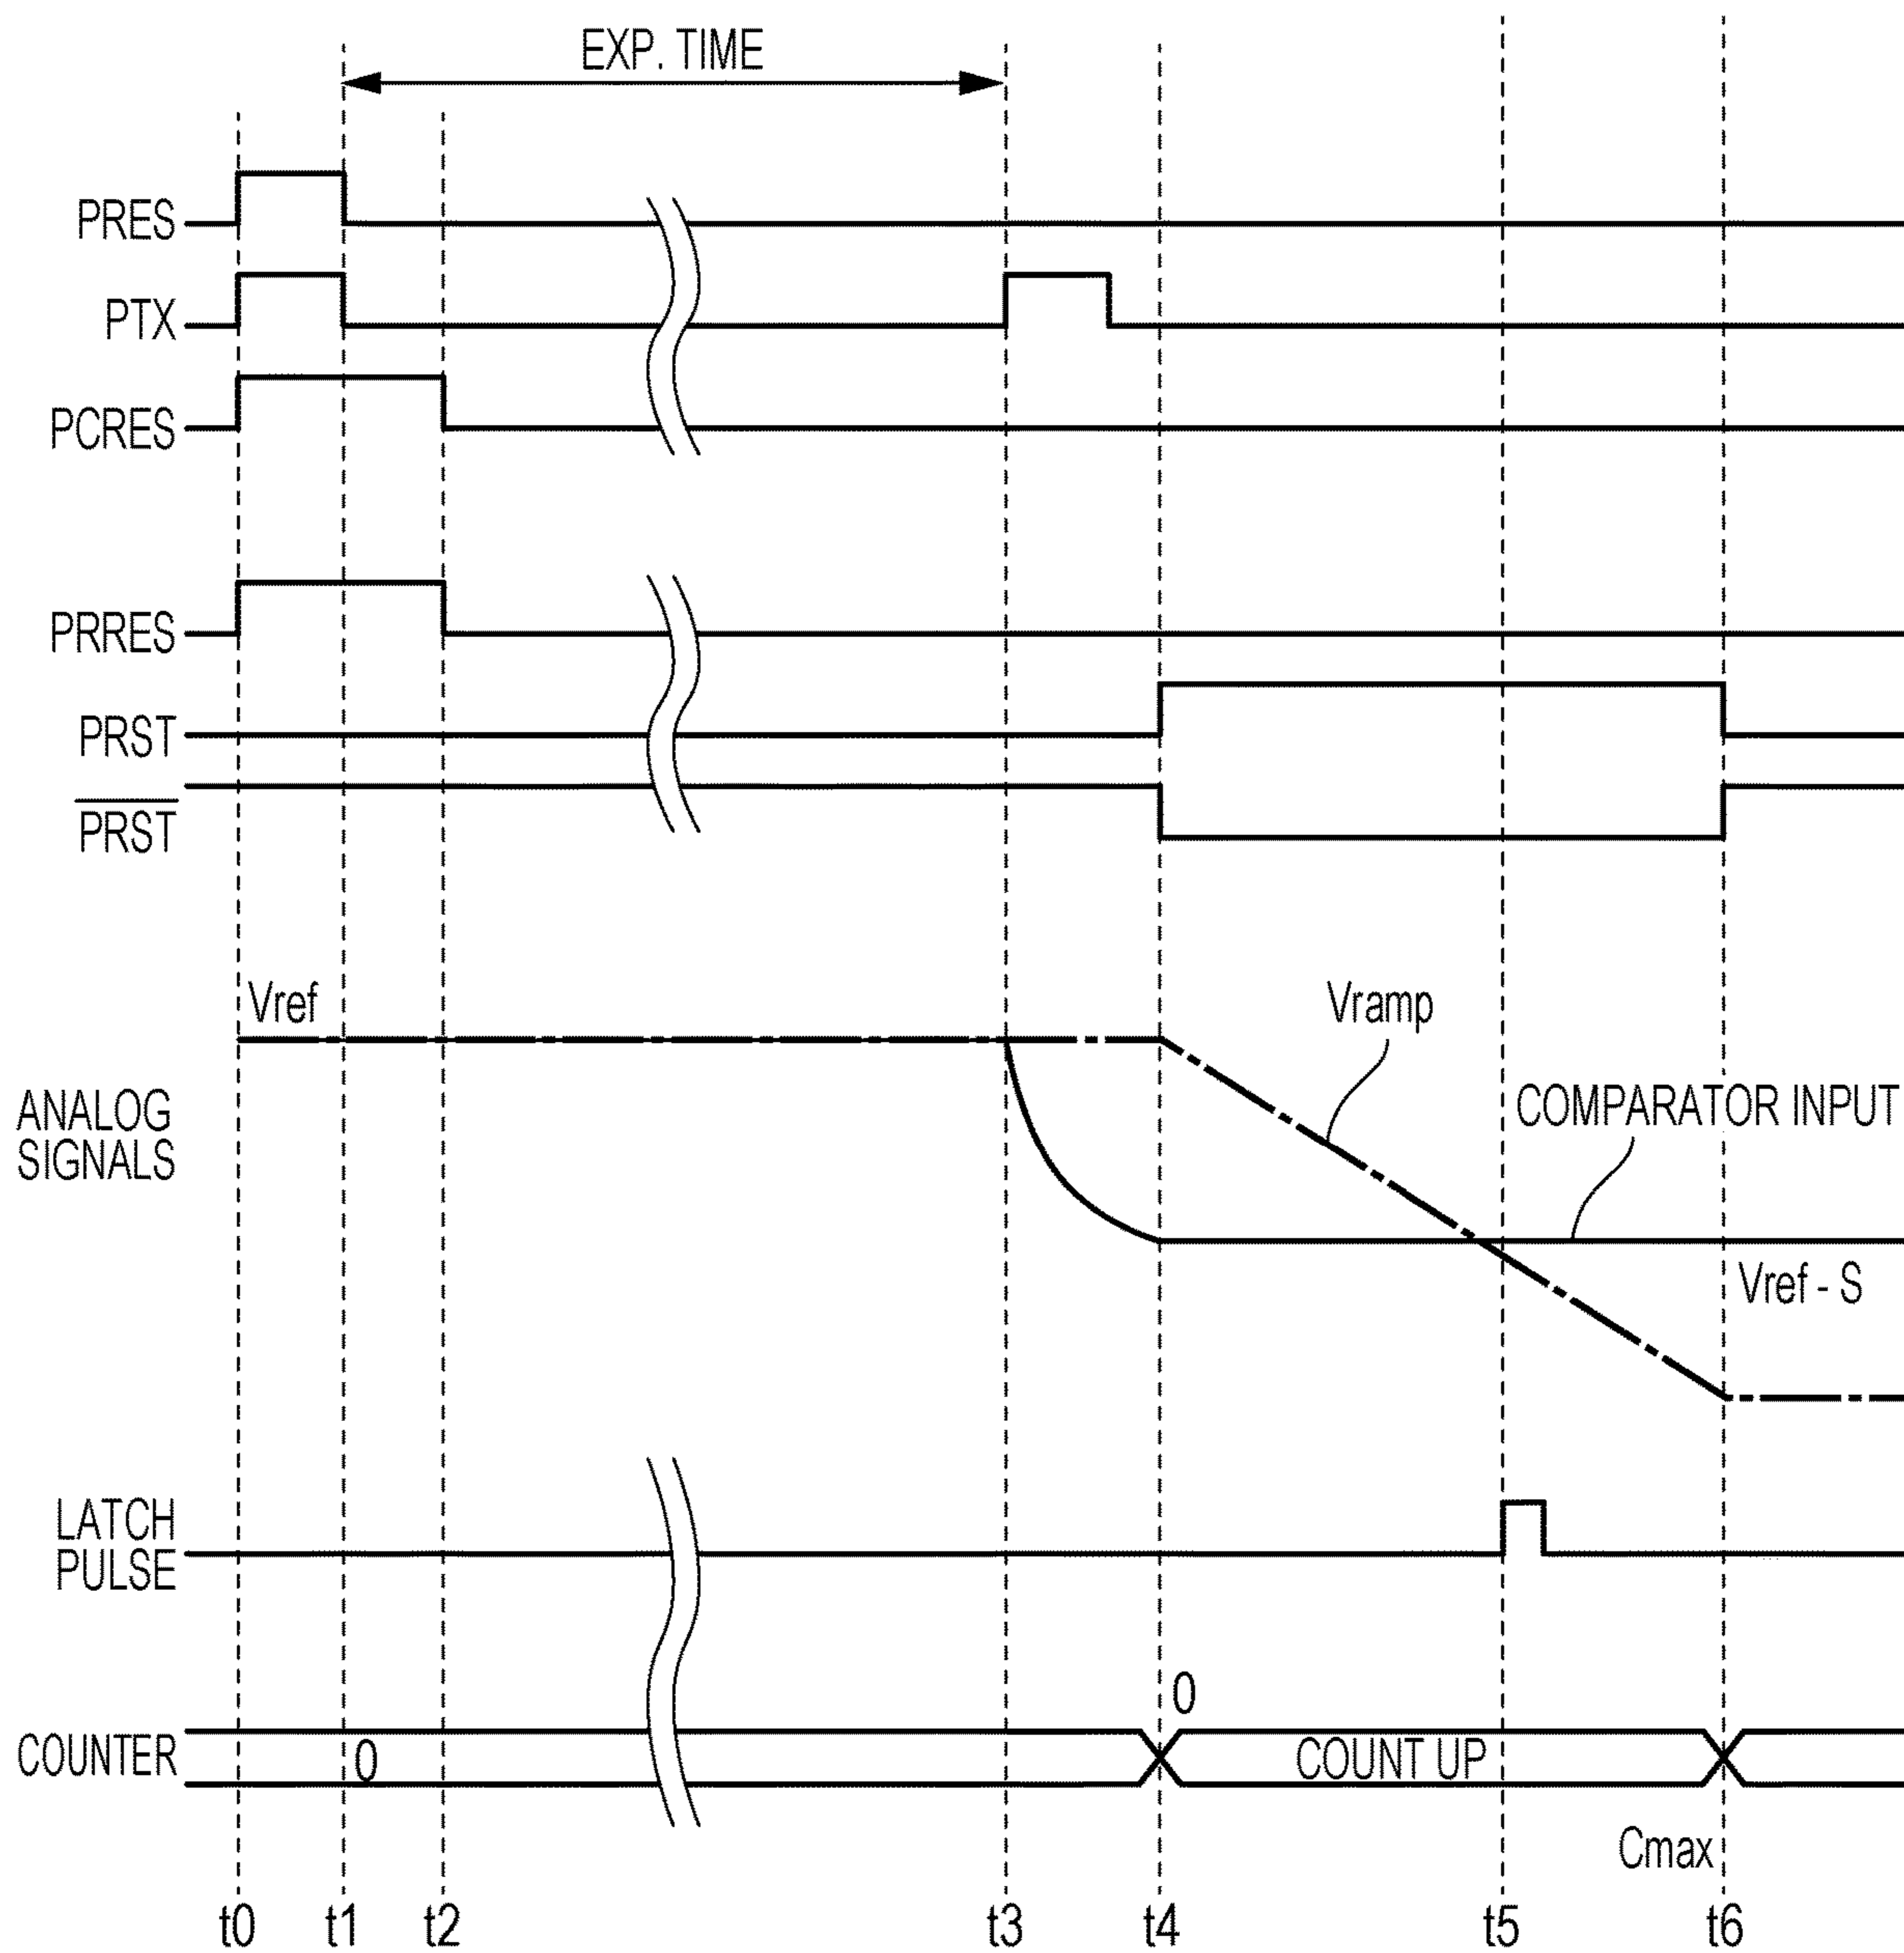 EXP. TIME
PRES
PTX
PCRES
PRRES
PRST
PRST
Vref
Vramp
ANALOG
SIGNALS
COMPARATOR INPUT
Vref - S
LATCH
PULSE
0
COUNTER
0
COUNT UP
Cmax
t0 t1 t2 t3 t4 t5 t6